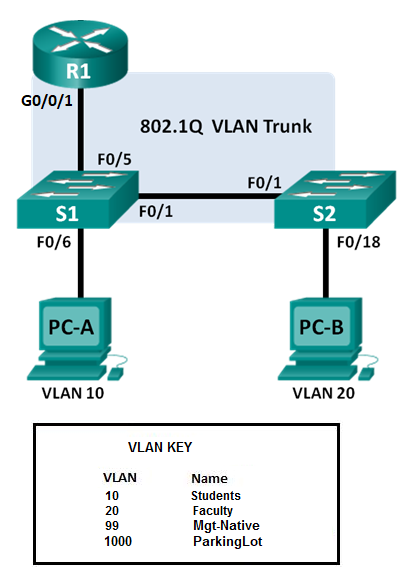 R1
G0/0/1
802.1Q VLAN Trunk
F0/5
F0/1
S1
F0/1
S2
F0/6
F0/18
PC-A
PC-B
VLAN 10
VLAN 20
VLAN KEY
VLAN Name
10 Students
20 Faculty
99 Mgt-Native
1000 ParkingLot